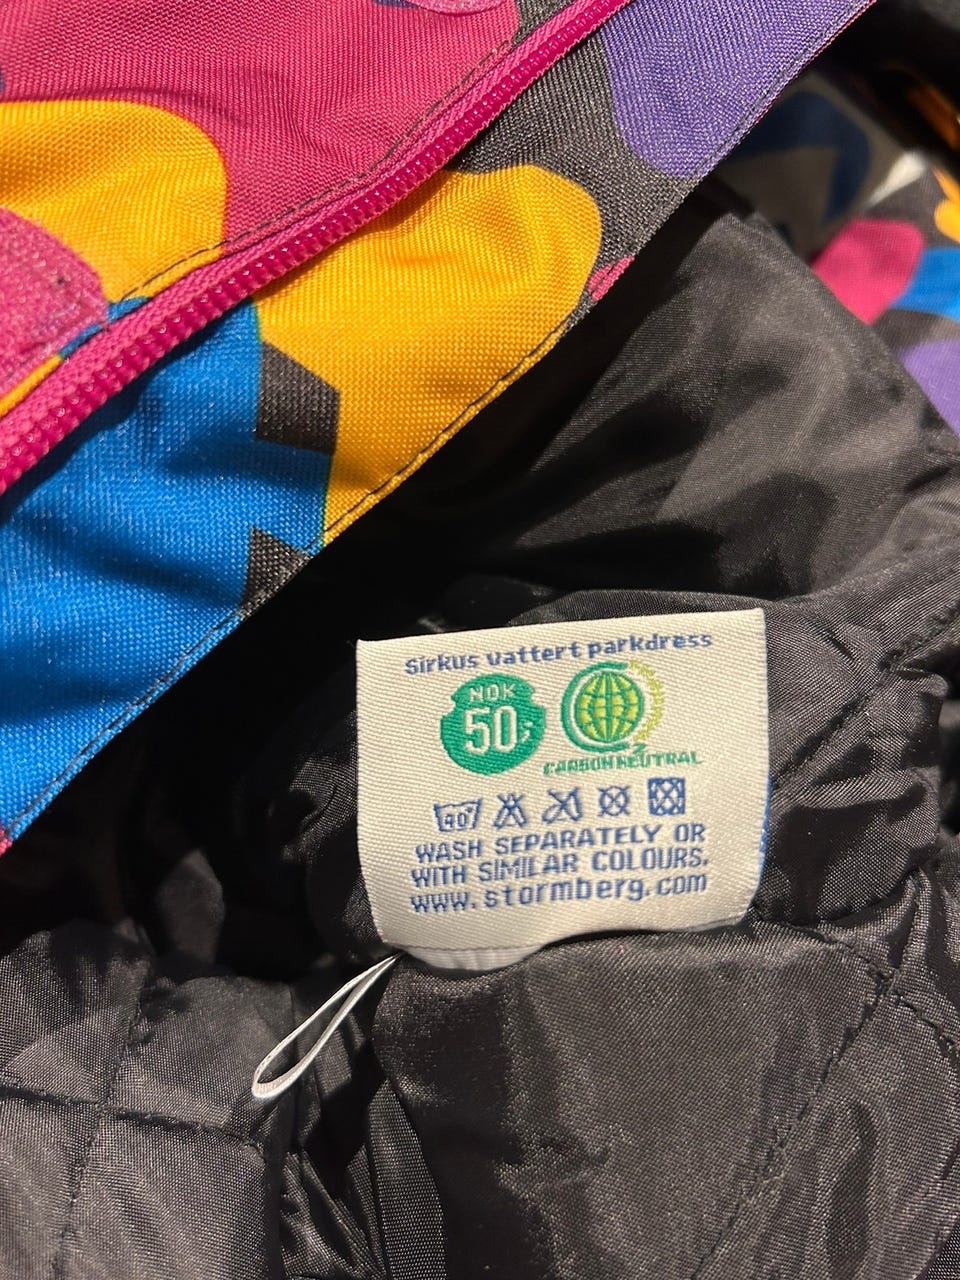 Sirkus vattert parkdress
NOK
50,-
CARBON NEUTRAL
40°
WASH SEPARATELY OR
WITH SIMILAR COLOURS.
www.stormberg.com